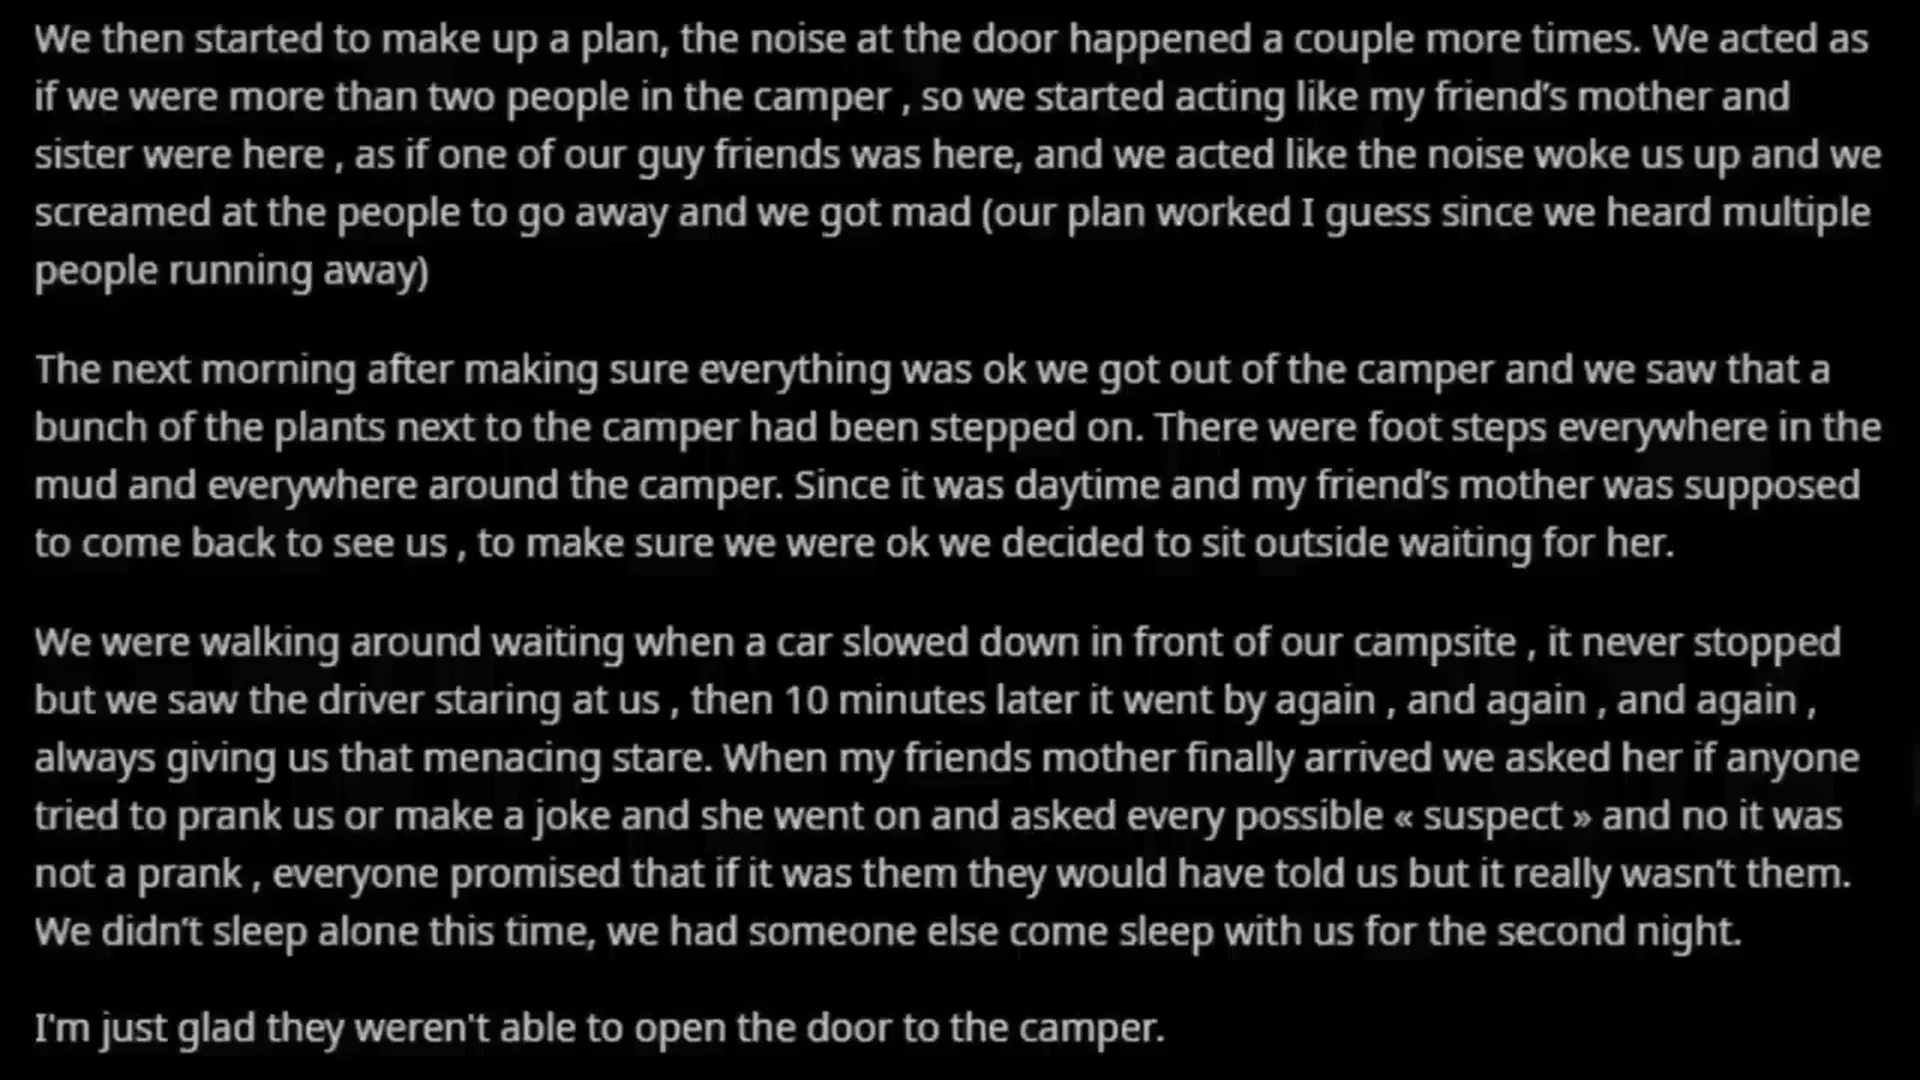 We then started to make up a plan, the noise at the door happened a couple more times. We acted as
if we were more than two people in the camper , so we started acting like my friend’s mother and
sister were here , as if one of our guy friends was here, and we acted like the noise woke us up and we
screamed at the people to go away and we got mad (our plan worked I guess since we heard multiple
people running away)
The next morning after making sure everything was ok we got out of the camper and we saw that a
bunch of the plants next to the camper had been stepped on. There were foot steps everywhere in the
mud and everywhere around the camper. Since it was daytime and my friend’s mother was supposed
to come back to see us , to make sure we were ok we decided to sit outside waiting for her.
We were walking around waiting when a car slowed down in front of our campsite , it never stopped
but we saw the driver staring at us , then 10 minutes later it went by again , and again , and again ,
always giving us that menacing stare. When my friends mother finally arrived we asked her if anyone
tried to prank us or make a joke and she went on and asked every possible « suspect » and no it was
not a prank , everyone promised that if it was them they would have told us but it really wasn’t them.
We didn’t sleep alone this time, we had someone else come sleep with us for the second night.
I'm just glad they weren't able to open the door to the camper.